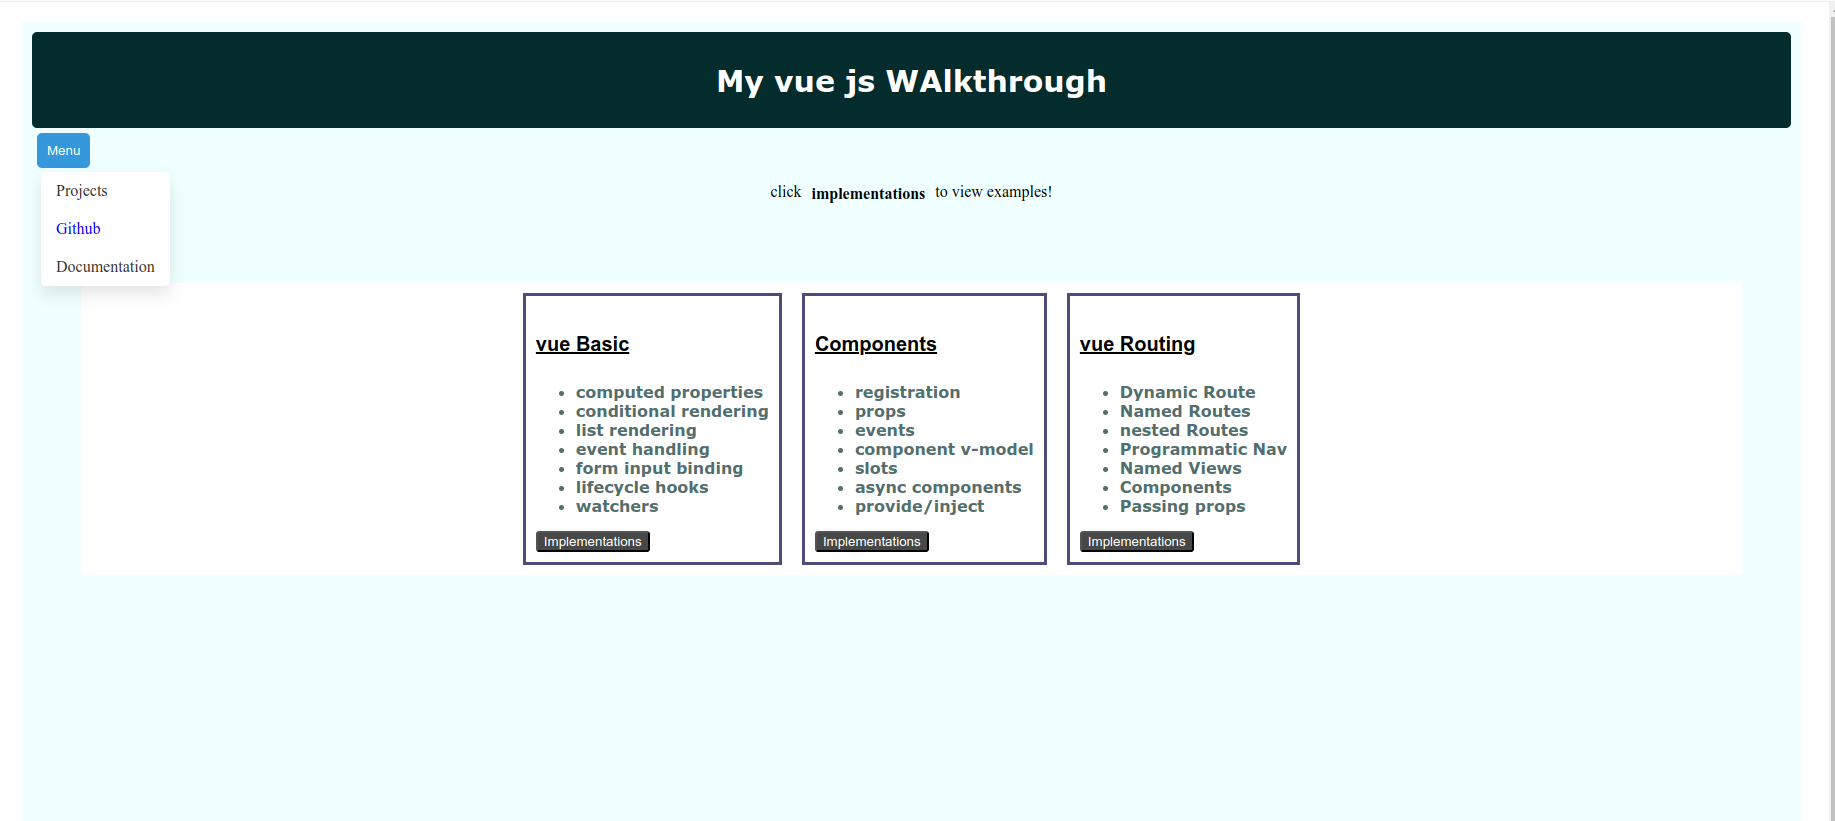 My vue js WAlkthrough
Menu
Projects
Github
Documentation
click implementations to view examples!
vue Basic
computed properties
conditional rendering
list rendering
event handling
form input binding
lifecycle hooks
watchers
Implementations
Components
registration
props
events
component v-model
slots
async components
provide/inject
Implementations
vue Routing
Dynamic Route
Named Routes
nested Routes
Programmatic Nav
Named Views
Components
Passing props
Implementations